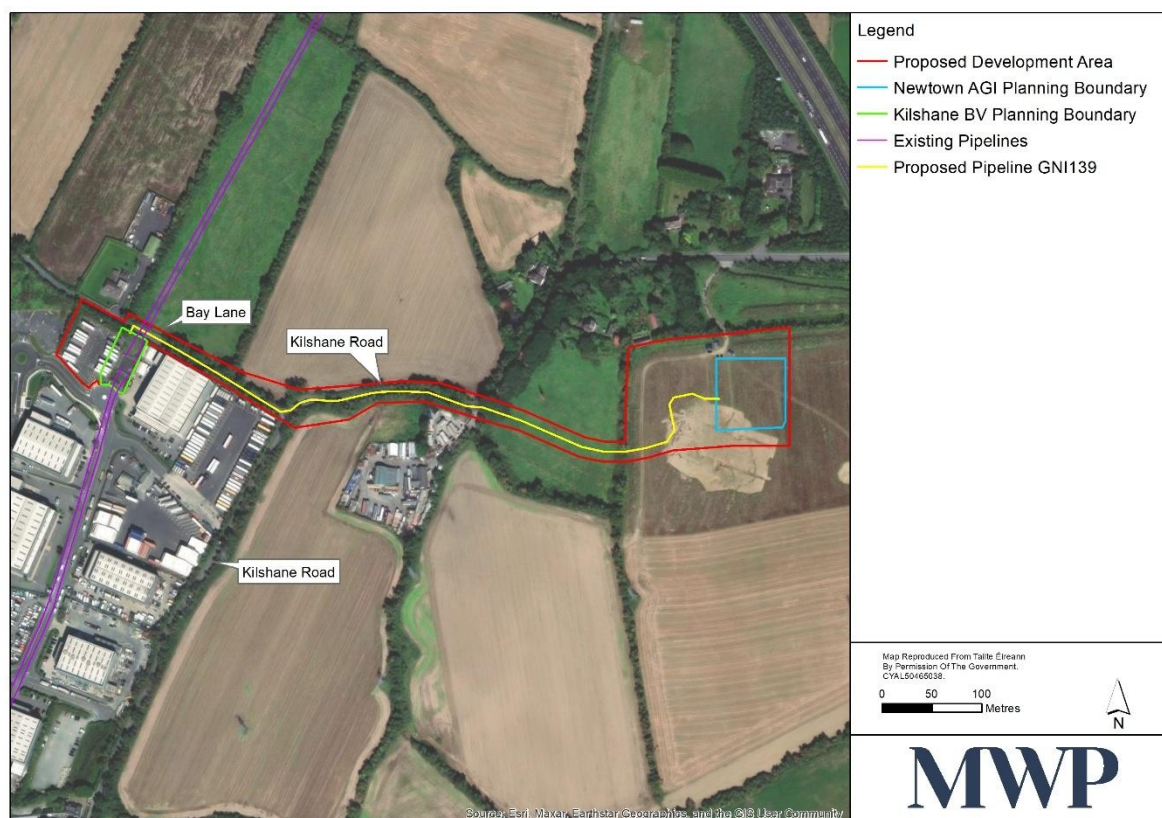 Legend
Proposed Development Area
Newtown AGI Planning Boundary
Kilshane BV Planning Boundary
Existing Pipelines
Proposed Pipeline GNI139
Bay Lane
Kilshane Road
Kilshane Road
Map Reproduced From Tailte Éireann
By Permission Of The Government.
CYAL50465038.
0 50 100
Metres
N
MWP
Source: Esri, Maxar, Earthstar Geographics, and the GIS User Community